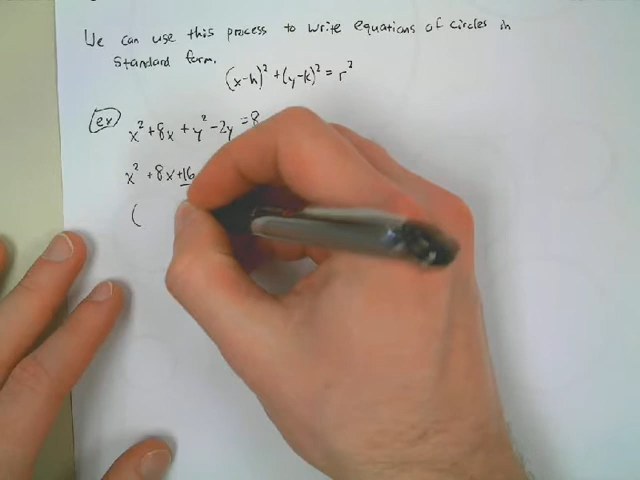 We can use this process to write equations of circles in
standard form.
(x-h)² + (y-k)² = r²
ex x² + 8x + y² - 2y = 8
x² + 8x + 16
(